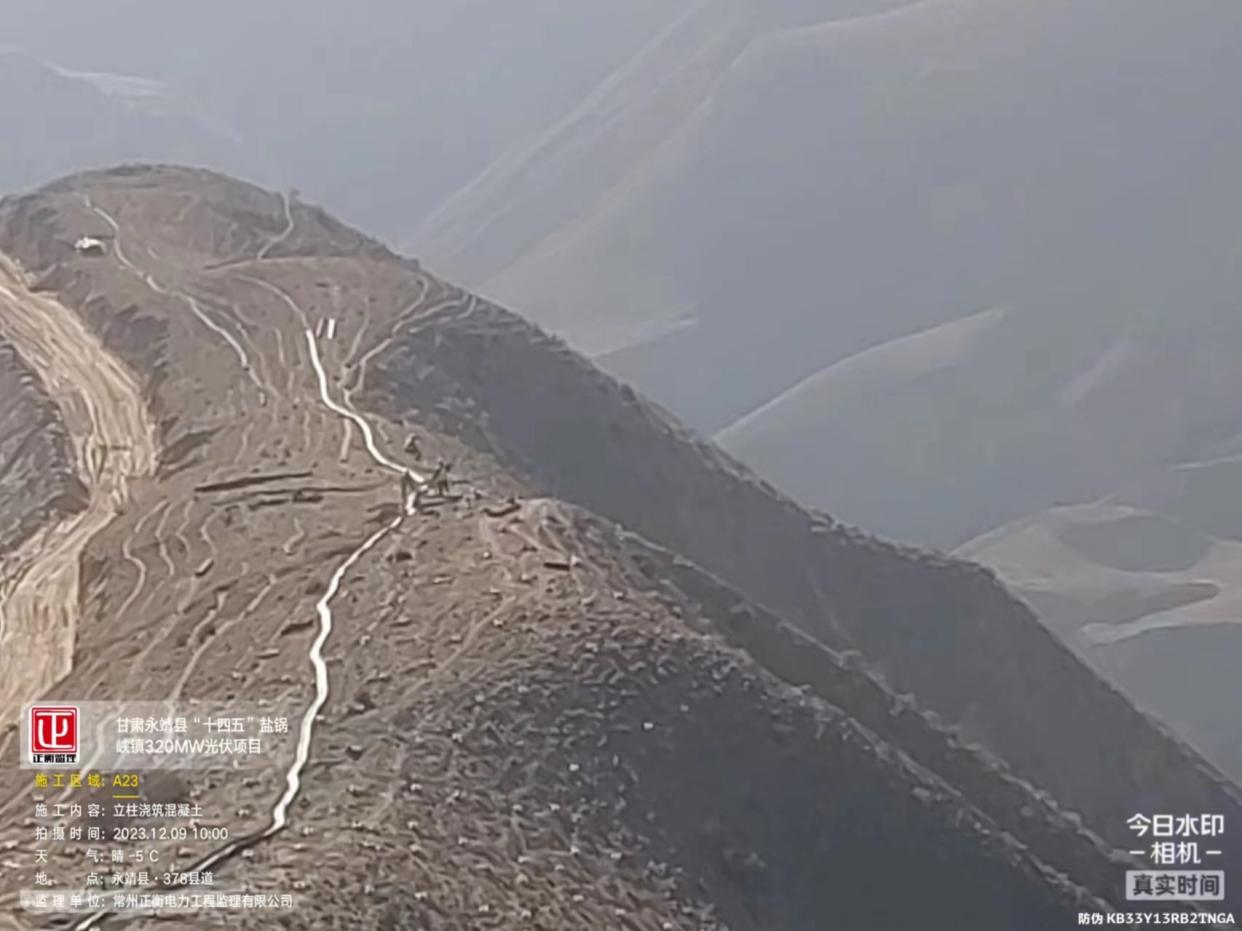 甘肃永靖县“十四五”盐锅
峡镇320MW光伏项目
正衡监理
施工区域：A23
施工内容：立柱浇筑混凝土
拍摄时间：2023.12.09 10:00
天气：晴 -5℃
地点：永靖县·378县道
监理单位：常州正衡电力工程监理有限公司
今日水印
相机
真实时间
防伪 KB33Y13RB2TNGA